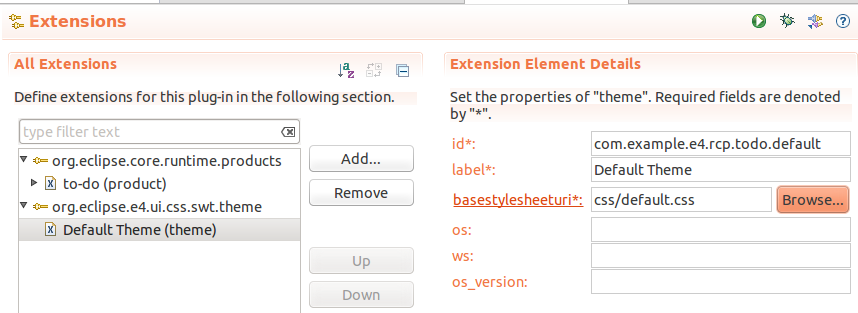 Extensions
All Extensions
Define extensions for this plug-in in the following section.
type filter text
org.eclipse.core.runtime.products
to-do (product)
org.eclipse.e4.ui.css.swt.theme
Default Theme (theme)
Add...
Remove
Up
Down
Extension Element Details
Set the properties of "theme". Required fields are denoted
by "*".
id*: com.example.e4.rcp.todo.default
label*: Default Theme
basestylesheeturi*: css/default.css Browse...
os:
ws:
os_version: